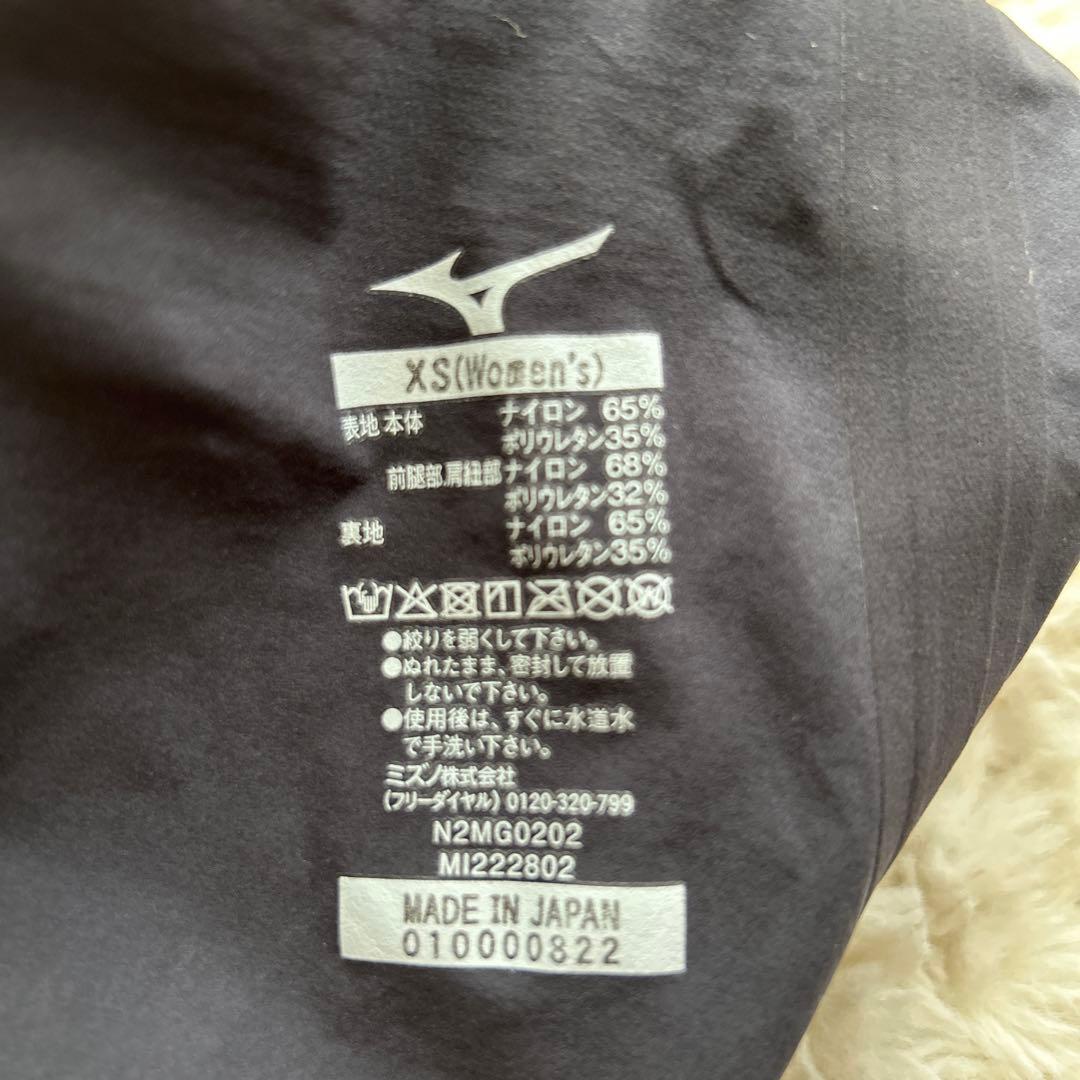 XS(Women's)
表地 本体 ナイロン 65%
ポリウレタン35%
前腿部.肩紐部 ナイロン 68%
ポリウレタン32%
裏地 ナイロン 65%
ポリウレタン35%
●絞りを弱くして下さい。
●ぬれたまま、密封して放置
しないで下さい。
●使用後は、すぐに水道水
で手洗い下さい。
ミズノ株式会社
(フリーダイヤル) 0120-320-799
N2MG0202
MI222802
MADE IN JAPAN
010000822